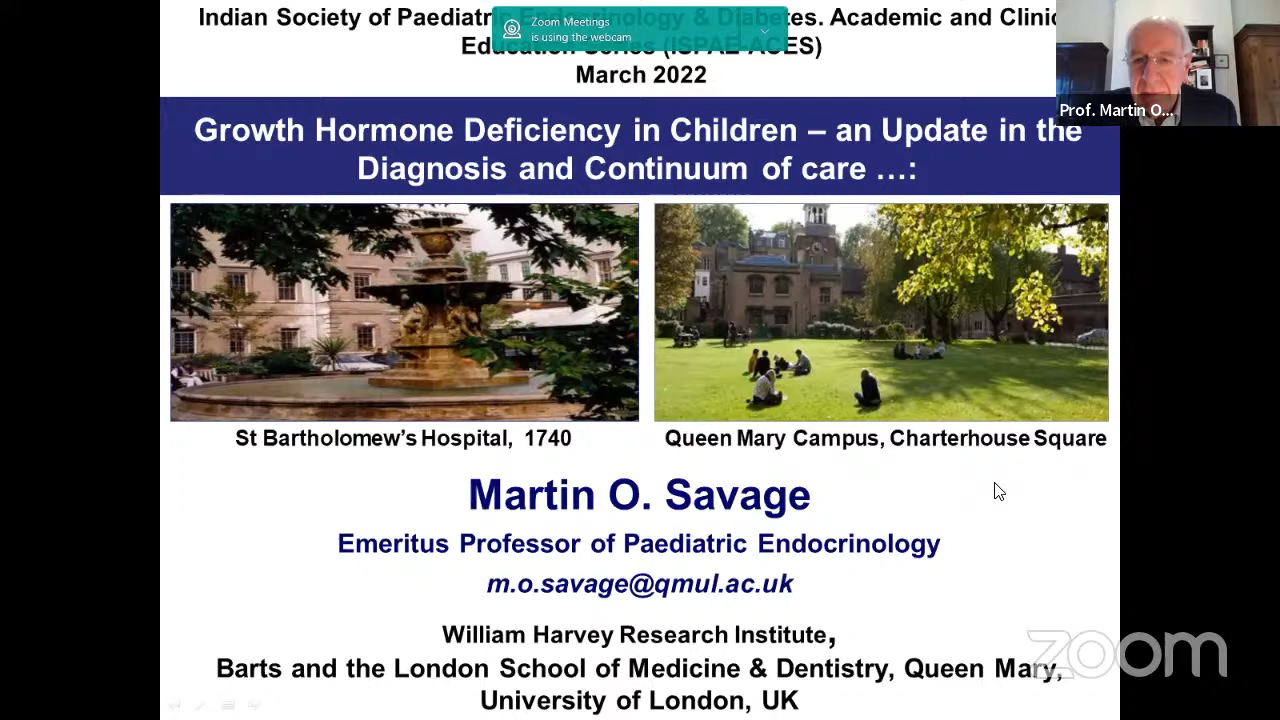 Indian Society of Paediatric Endocrinology & Diabetes. Academic and Clinic
Education Series (ISPAE-ACES)
March 2022
Zoom Meetings
is using the webcam
Prof. Martin O...
Growth Hormone Deficiency in Children – an Update in the
Diagnosis and Continuum of care ...:
St Bartholomew's Hospital, 1740
Queen Mary Campus, Charterhouse Square
Martin O. Savage
Emeritus Professor of Paediatric Endocrinology
m.o.savage@qmul.ac.uk
William Harvey Research Institute,
Barts and the London School of Medicine & Dentistry, Queen Mary,
University of London, UK
zoom